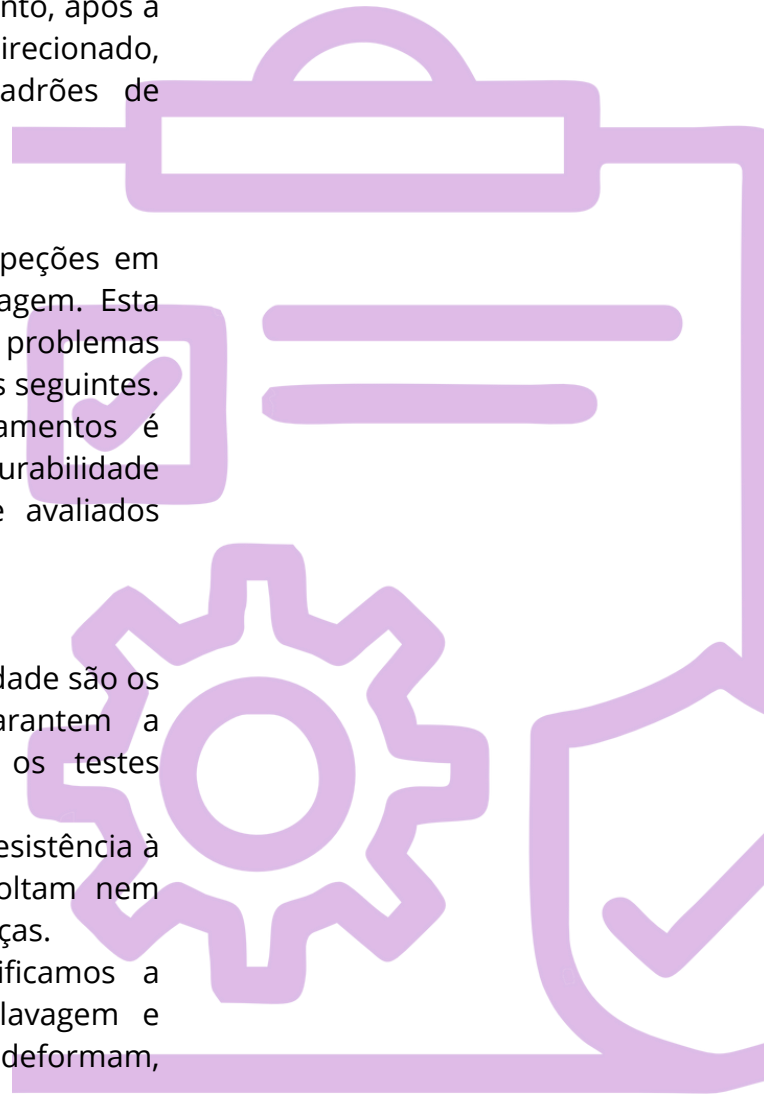 nto, após a
irecionado,
adrões de
peções em
agem. Esta
problemas
s seguintes.
amentos é
urabilidade
e avaliados
dade são os
arantem a
os testes
esistência à
oltam nem
ças.
ificamos a
lavagem e
deformam,